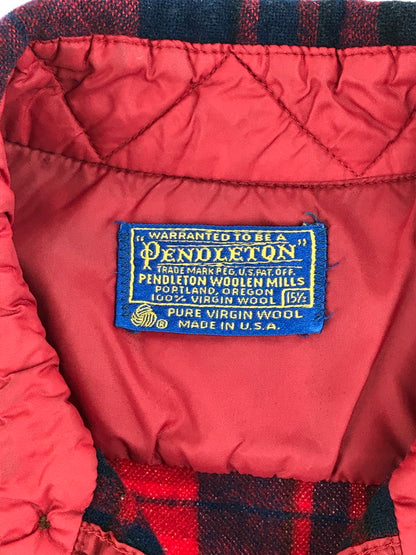 WARRANTED TO BE A
"PENDLETON"
TRADE MARK REG. U.S. PAT. OFF.
PENDLETON WOOLEN MILLS
PORTLAND, OREGON
100% VIRGIN WOOL 15½
® PURE VIRGIN WOOL
MADE IN U.S.A.